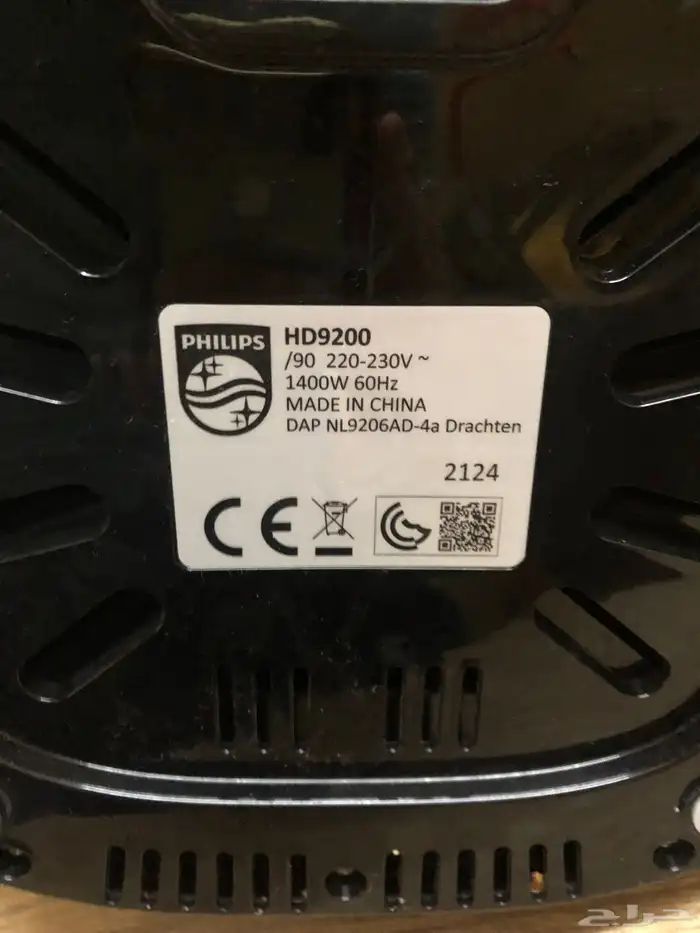 PHILIPS
HD9200
/90 220-230V ~
1400W 60Hz
MADE IN CHINA
DAP NL9206AD-4a Drachten
2124
CE
حراج